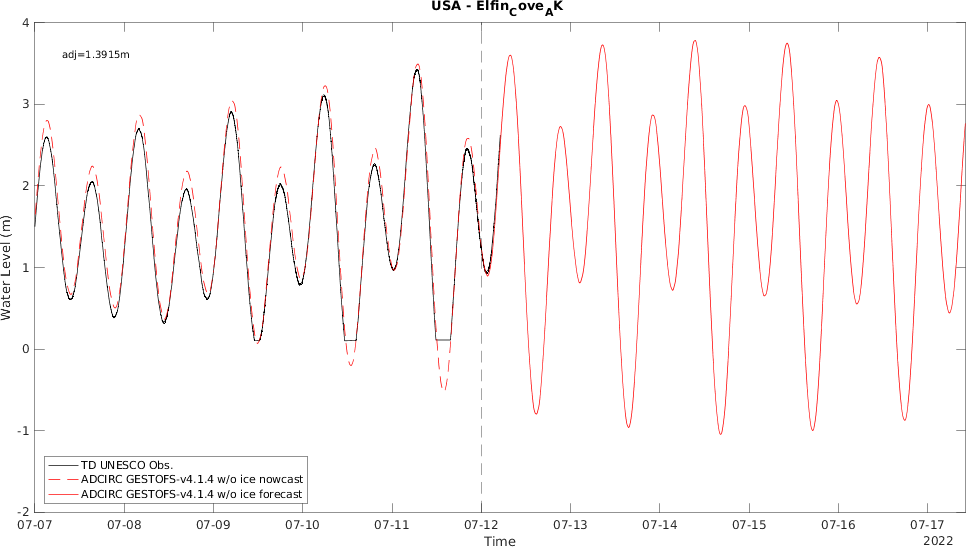 USA - Elfin_Cove_AK
adj=1.3915m
Water Level (m)
4
3
2
1
0
-1
-2
TD UNESCO Obs.
ADCIRC GESTOFS-v4.1.4 w/o ice nowcast
ADCIRC GESTOFS-v4.1.4 w/o ice forecast
07-07 07-08 07-09 07-10 07-11 07-12 07-13 07-14 07-15 07-16 07-17
Time
2022